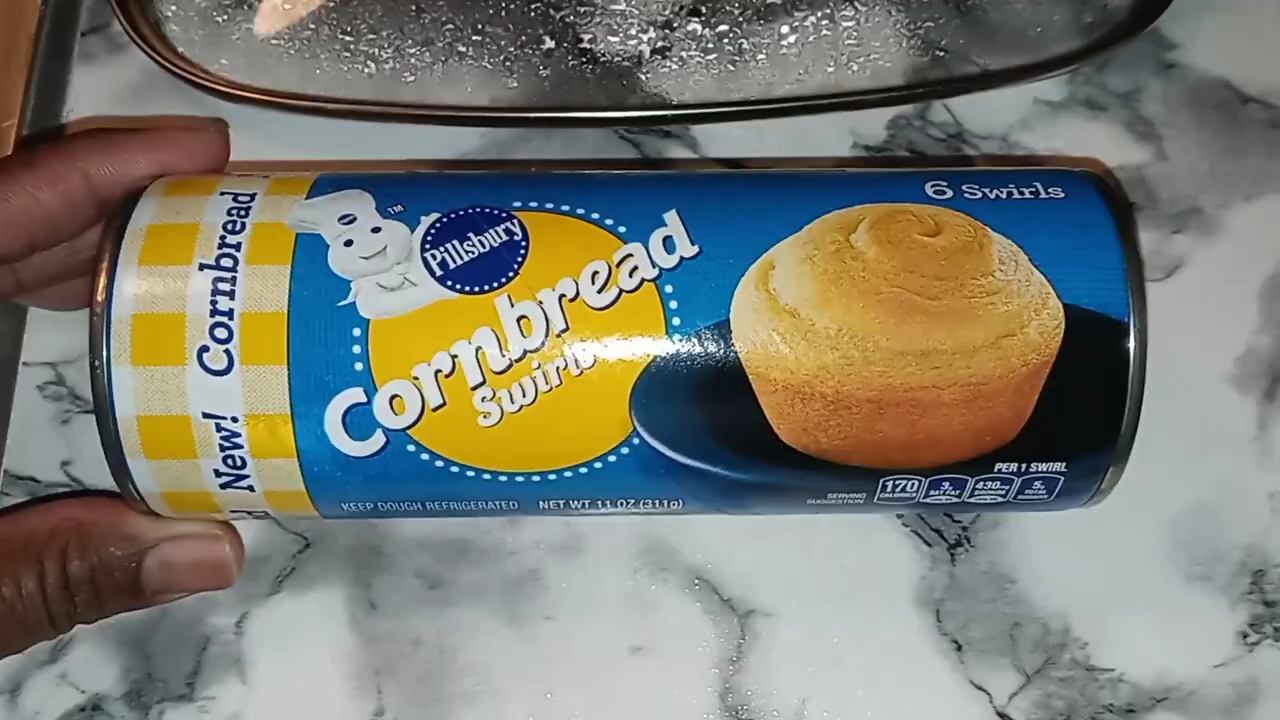 New! Cornbread
TM
Pillsbury
Cornbread
Swirls
6 Swirls
KEEP DOUGH REFRIGERATED
NET WT 11 OZ (311g)
SERVING
SUGGESTION
PER 1 SWIRL
170
CALORIES
3g
SAT FAT
430mg
SODIUM
5g
TOTAL